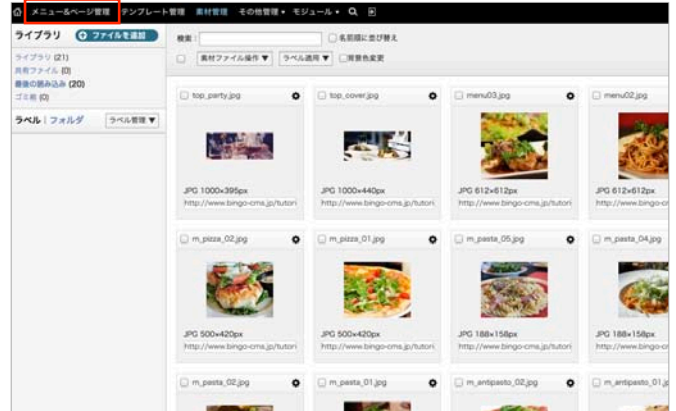 メニュー&ページ管理 テンプレート管理 素材管理 その他管理 モジュール
ライブラリ ファイルを追加
検索: 名前順に並び替え
ライブラリ (21)
共有ファイル (0)
最後の読み込み (20)
ゴミ箱 (0)
素材ファイル操作▼ ラベル適用▼ 背景色変更
ラベル | フォルダ ラベル管理▼
top_party.jpg top_cover.jpg menu03.jpg menu02.jpg
JPG 1000×395px JPG 1000×440px JPG 612×612px JPG 612×612px
http://www.bingo-cms.jp/tutori http://www.bingo-cms.jp/tutori http://www.bingo-cms.jp/tutori http://www.bingo-cm
m_pizza_02.jpg m_pizza_01.jpg m_pasta_05.jpg m_pasta_04.jpg
JPG 500×420px JPG 500×420px JPG 188×158px JPG 188×158px
http://www.bingo-cms.jp/tutori http://www.bingo-cms.jp/tutori http://www.bingo-cms.jp/tutori http://www.bingo-cm
m_pasta_02.jpg m_pasta_01.jpg m_antipasto_02.jpg m_antipasto_01.jp